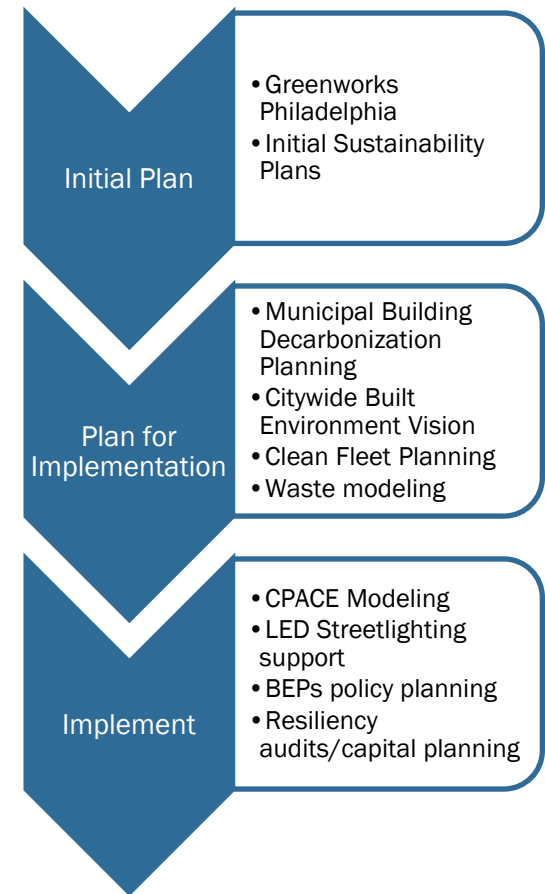 Initial Plan
•Greenworks
Philadelphia
•Initial Sustainability
Plans
Plan for
Implementation
•Municipal Building
Decarbonization
Planning
•Citywide Built
Environment Vision
•Clean Fleet Planning
•Waste modeling
Implement
•CPACE Modeling
•LED Streetlighting
support
•BEPs policy planning
•Resiliency
audits/capital planning